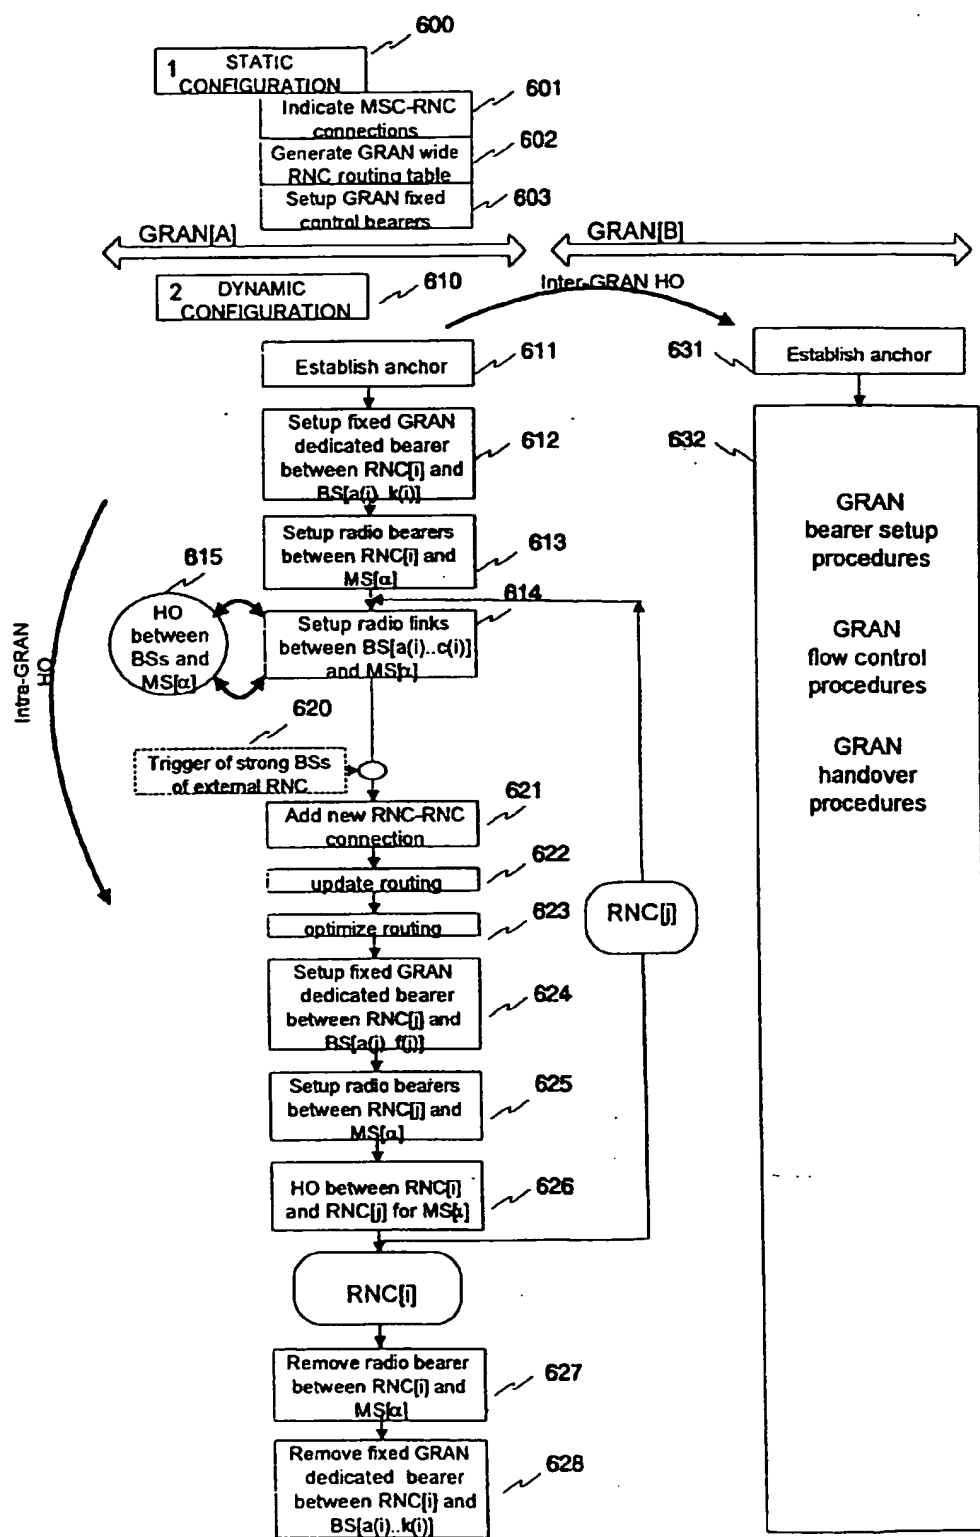 600
1 STATIC
CONFIGURATION
601
Indicate MSC-RNC
connections
602
Generate GRAN wide
RNC routing table
603
Setup GRAN fixed
control bearers
GRAN[A]
GRAN[B]
2 DYNAMIC
CONFIGURATION
610
Inter-GRAN HO
611
Establish anchor
631
Establish anchor
Setup fixed GRAN
dedicated bearer
between RNC[i] and
BS[a(i)..k(i)]
612
632
GRAN
bearer setup
procedures
GRAN
flow control
procedures
GRAN
handover
procedures
Setup radio bearers
between RNC[i] and
MS[α]
613
614
615
HO
between
BSs and
MS[α]
Setup radio links
between BS[a(i)..c(i)]
and MS[α]
Intra-GRAN
HO
620
Trigger of strong BSs
of external RNC
621
Add new RNC-RNC
connection
622
update routing
623
optimize routing
RNC[j]
Setup fixed GRAN
dedicated bearer
between RNC[j] and
BS[a(j)..f(j)]
624
Setup radio bearers
between RNC[j] and
MS[α]
625
HO between RNC[i]
and RNC[j] for MS[α]
626
RNC[i]
Remove radio bearer
between RNC[i] and
MS[α]
627
Remove fixed GRAN
dedicated bearer
between RNC[i] and
BS[a(i)..k(i)]
628